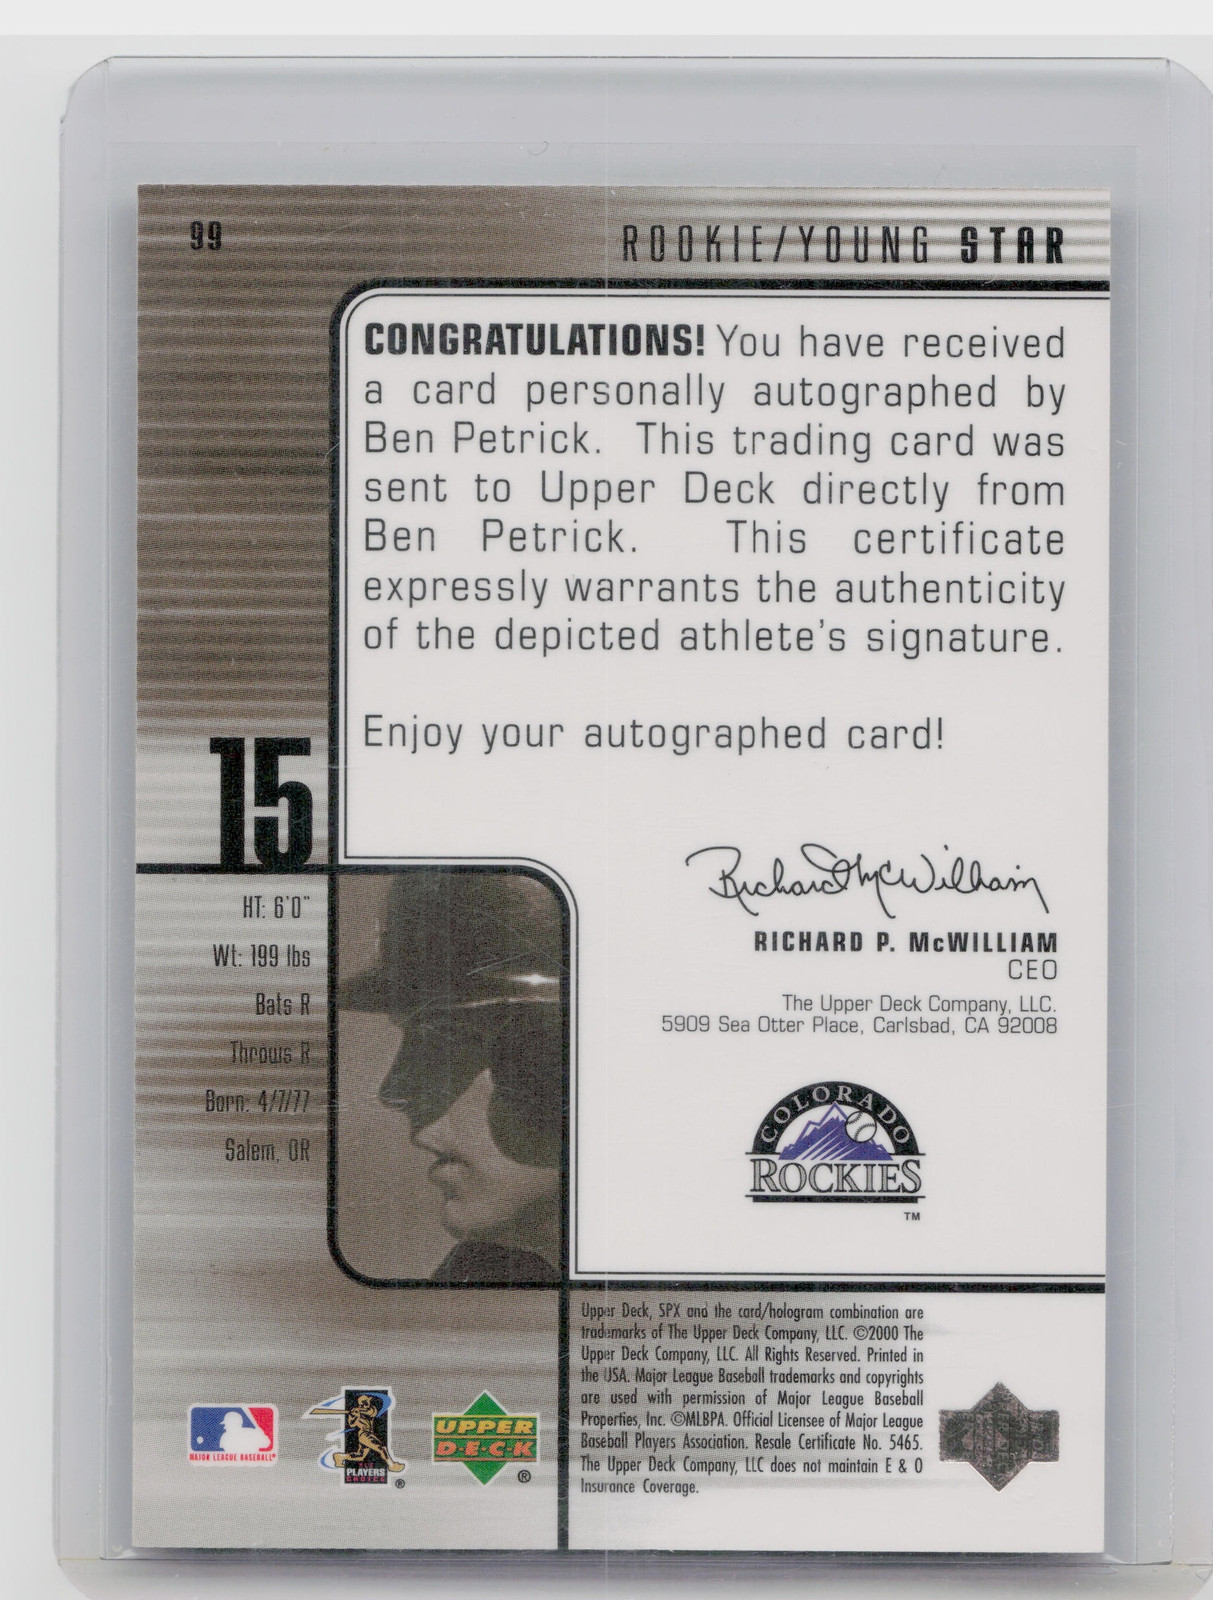 99
ROOKIE/YOUNG STAR
CONGRATULATIONS! You have received
a card personally autographed by
Ben Petrick. This trading card was
sent to Upper Deck directly from
Ben Petrick. This certificate
expressly warrants the authenticity
of the depicted athlete's signature.
Enjoy your autographed card!
15
HT: 6'0"
Wt: 199 lbs
Bats R
Throws R
Born: 4/7/77
Salem, OR
Richard McWilliam
RICHARD P. McWILLIAM
CEO
The Upper Deck Company, LLC.
5909 Sea Otter Place, Carlsbad, CA 92008
COLORADO
ROCKIES
TM
Upper Deck, SPX and the card/hologram combination are
trademarks of The Upper Deck Company, LLC. ©2000 The
Upper Deck Company, LLC. All Rights Reserved. Printed in
the USA. Major League Baseball trademarks and copyrights
are used with permission of Major League Baseball
Properties, Inc. ©MLBPA. Official Licensee of Major League
Baseball Players Association. Resale Certificate No. 5465.
The Upper Deck Company, LLC does not maintain E & O
Insurance Coverage.
MAJOR LEAGUE BASEBALL®
PLAYERS
CHOICE
®
UPPER
D·E·C·K
®